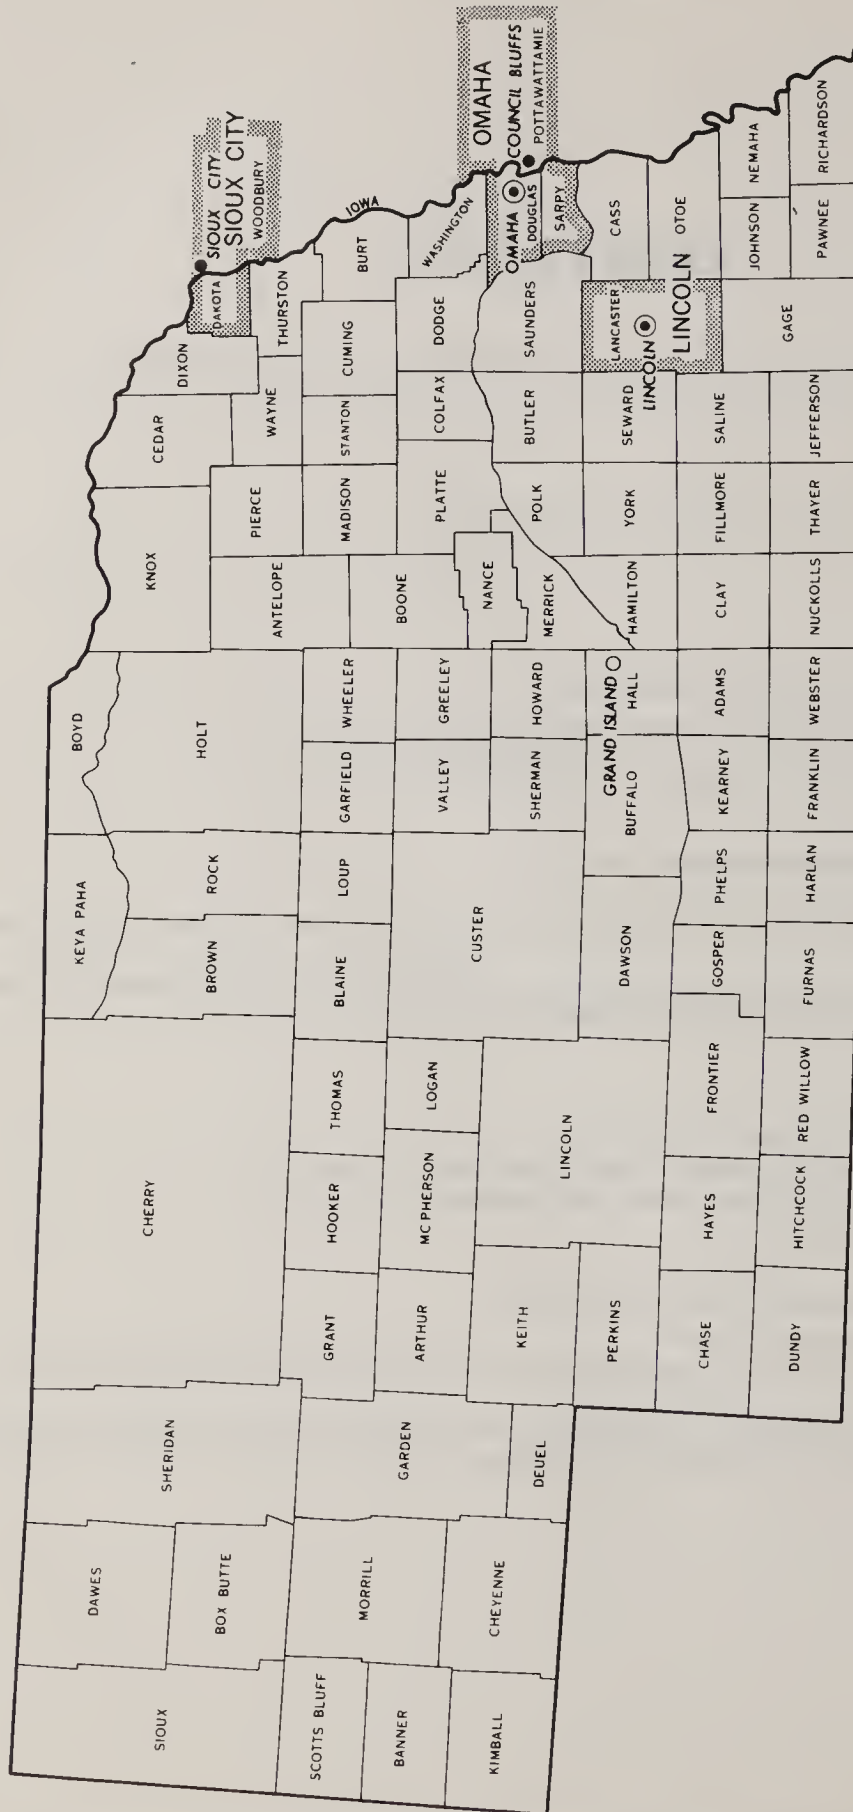 SIOUX
DAWES
BOX BUTTE
SHERIDAN
CHERRY
KEYA PAHA
BOYD
BROWN
ROCK
HOLT
KNOX
CEDAR
DIXON
DAKOTA
SIOUX CITY
SIOUX CITY
WOODBURY
ANTELOPE
PIERCE
WAYNE
THURSTON
IOWA
SCOTTS BLUFF
BANNER
KIMBALL
MORRILL
CHEYENNE
GARDEN
DEUEL
GRANT
HOOKER
THOMAS
BLAINE
LOUP
GARFIELD
WHEELER
BOONE
MADISON
STANTON
CUMING
BURT
ARTHUR
MC PHERSON
LOGAN
CUSTER
VALLEY
GREELEY
NANCE
PLATTE
COLFAX
DODGE
WASHINGTON
KEITH
LINCOLN
SHERMAN
HOWARD
MERRICK
POLK
BUTLER
SAUNDERS
OMAHA
DOUGLAS
SARPY
OMAHA
COUNCIL BLUFFS
POTTAWATTAMIE
PERKINS
DAWSON
BUFFALO
GRAND ISLAND
HALL
HAMILTON
YORK
SEWARD
LANCASTER
LINCOLN
LINCOLN
CASS
OTOE
CHASE
HAYES
FRONTIER
GOSPER
PHELPS
KEARNEY
ADAMS
CLAY
FILLMORE
SALINE
GAGE
JOHNSON
NEMAHA
DUNDY
HITCHCOCK
RED WILLOW
FURNAS
HARLAN
FRANKLIN
WEBSTER
NUCKOLLS
THAYER
JEFFERSON
PAWNEE
RICHARDSON